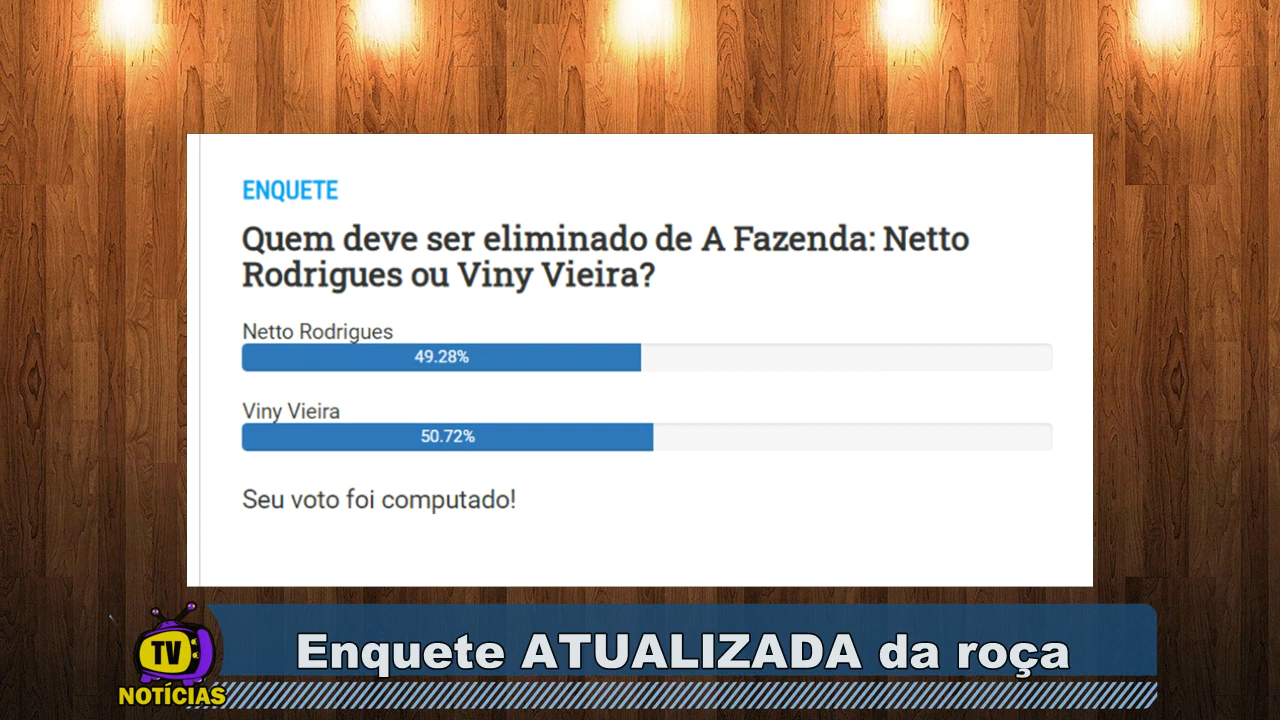 ENQUETE
Quem deve ser eliminado de A Fazenda: Netto
Rodrigues ou Viny Vieira?
Netto Rodrigues
49.28%
Viny Vieira
50.72%
Seu voto foi computado!
TV
NOTÍCIAS
Enquete ATUALIZADA da roça